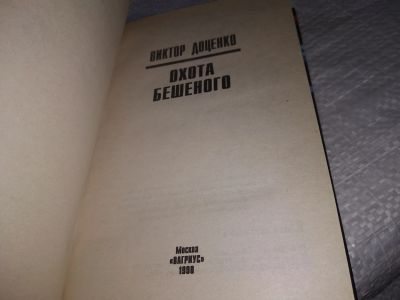 ВИКТОР ДОЦЕНКО
ОХОТА
БЕШЕНОГО
Москва
«ВАГРИУС»
1998